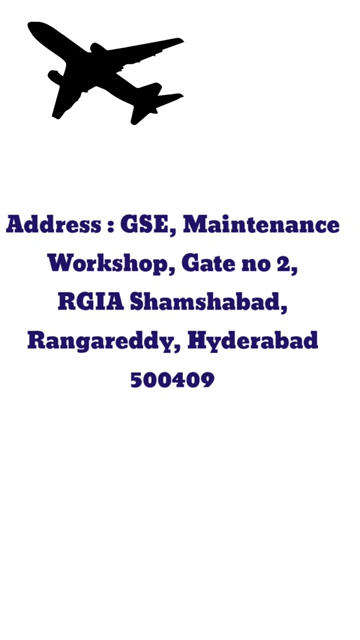 Address : GSE, Maintenance
Workshop, Gate no 2,
RGIA Shamshabad,
Rangareddy, Hyderabad
500409